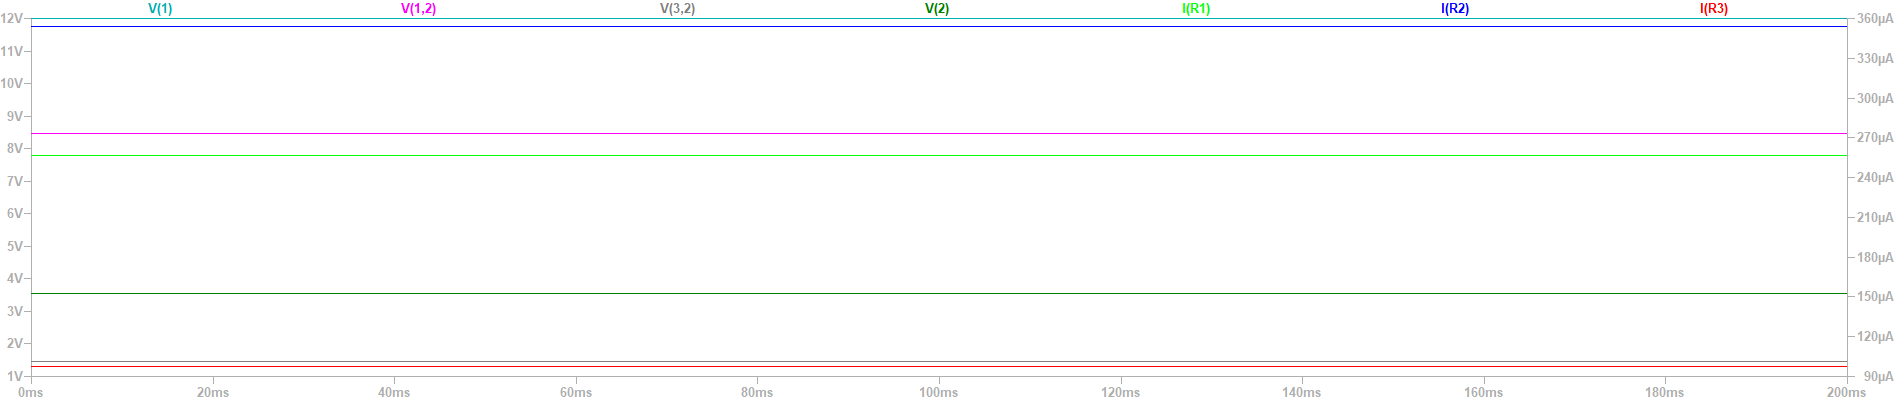 V(1) V(1,2) V(3,2) V(2) I(R1) I(R2) I(R3)
12V 360µA
11V 330µA
10V 300µA
9V 270µA
8V 240µA
7V 210µA
6V 180µA
5V 150µA
4V 120µA
3V 90µA
2V
1V
0ms 20ms 40ms 60ms 80ms 100ms 120ms 140ms 160ms 180ms 200ms